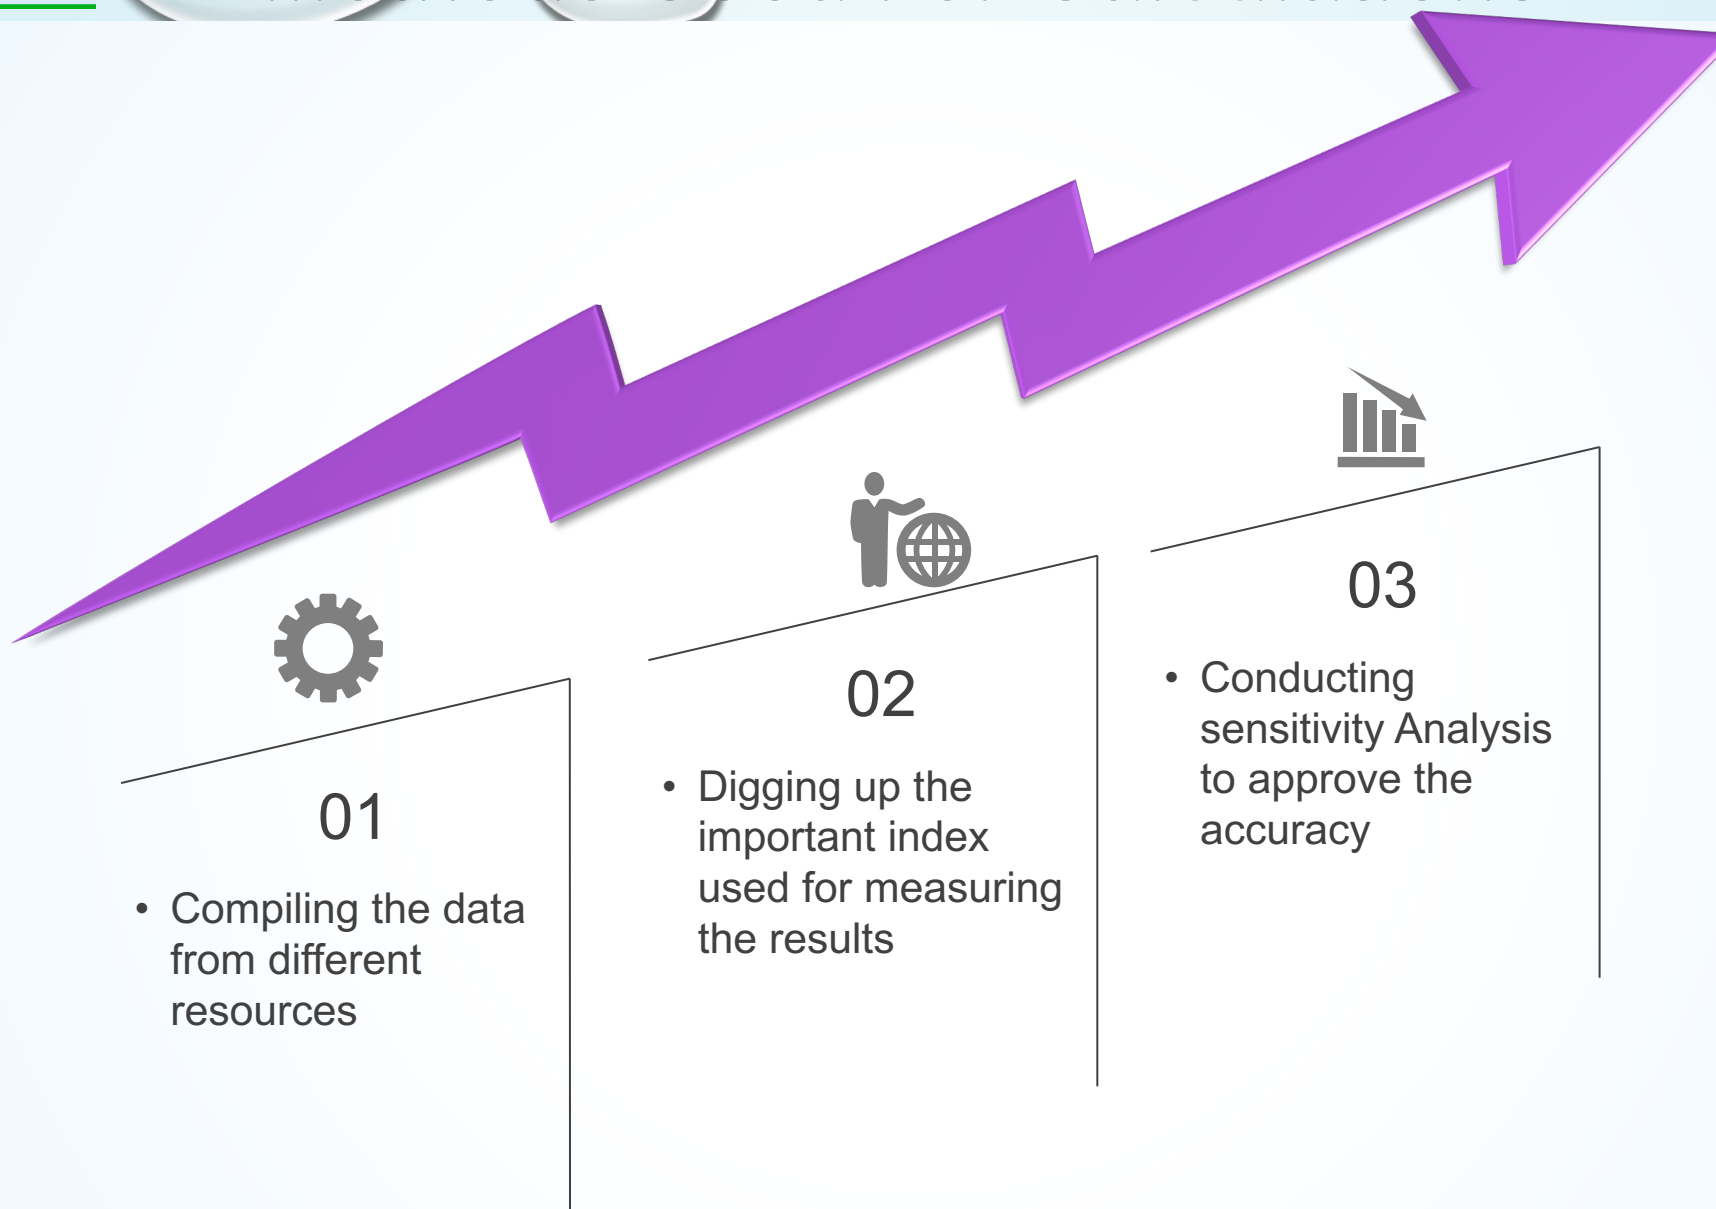 01
• Compiling the data
from different
resources
02
• Digging up the
important index
used for measuring
the results
03
• Conducting
sensitivity Analysis
to approve the
accuracy